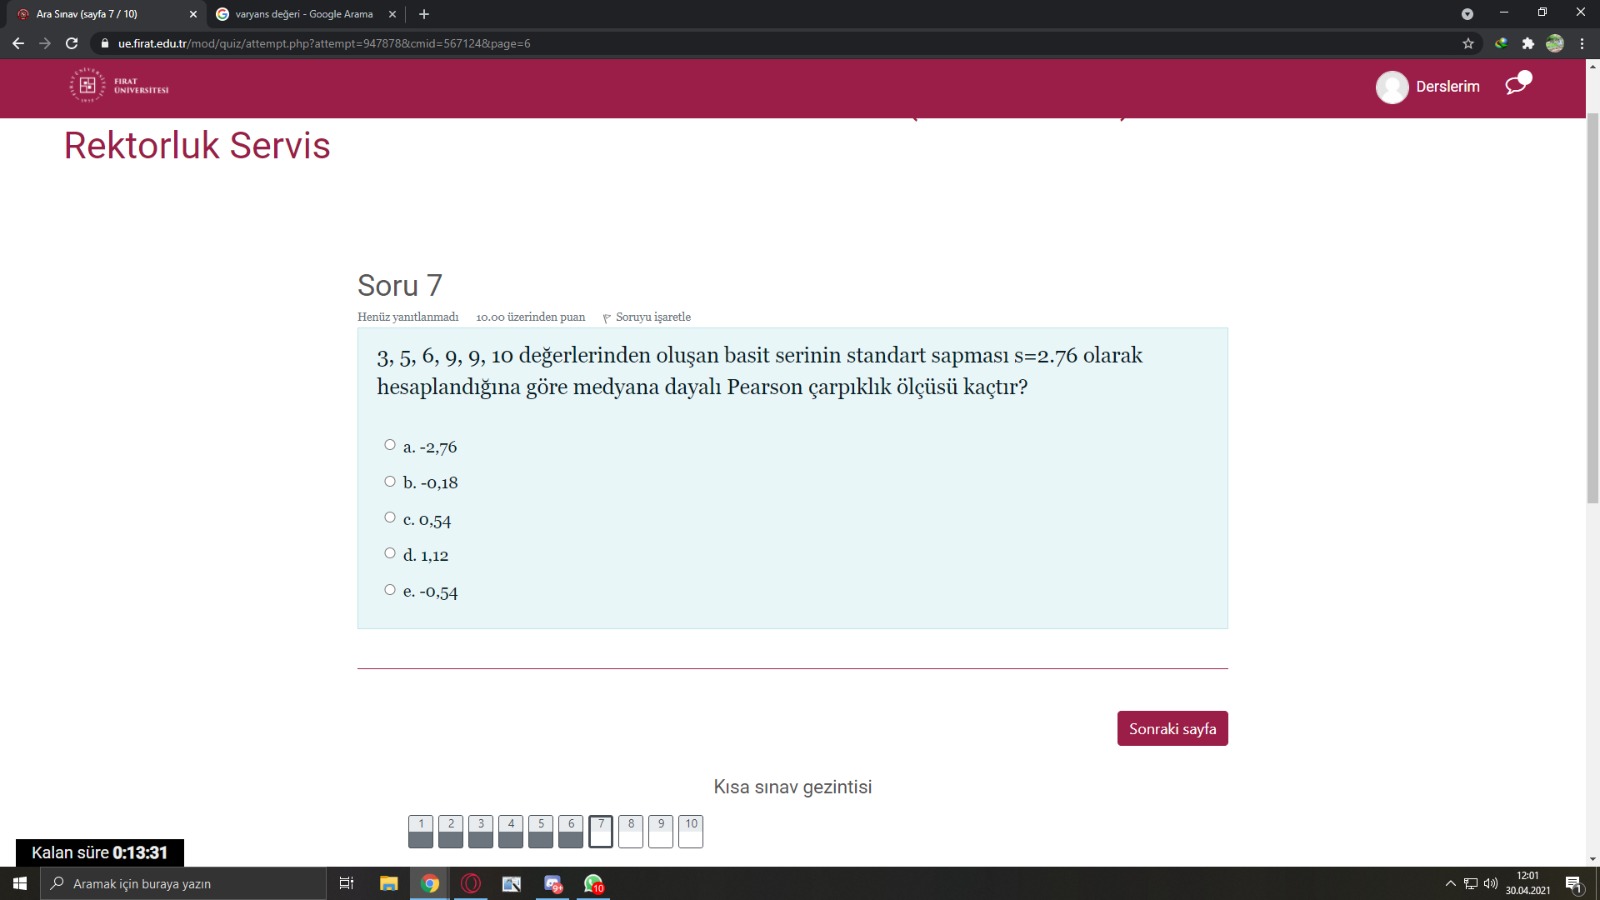 Ara Sınav (sayfa 7 / 10)
varyans değeri - Google Arama
ue.firat.edu.tr/mod/quiz/attempt.php?attempt=947878&cmid=567124&page=6
FIRAT
ÜNİVERSİTESİ
Derslerim
Rektorluk Servis
Soru 7
Henüz yanıtlanmadı 10.00 üzerinden puan Soruyu işaretle
3, 5, 6, 9, 9, 10 değerlerinden oluşan basit serinin standart sapması s=2.76 olarak
hesaplandığına göre medyana dayalı Pearson çarpıklık ölçüsü kaçtır?
a. -2,76
b. -0,18
c. 0,54
d. 1,12
e. -0,54
Sonraki sayfa
Kısa sınav gezintisi
1 2 3 4 5 6 7 8 9 10
Kalan süre 0:13:31
Aramak için buraya yazın
9+
10
12:01
30.04.2021
1